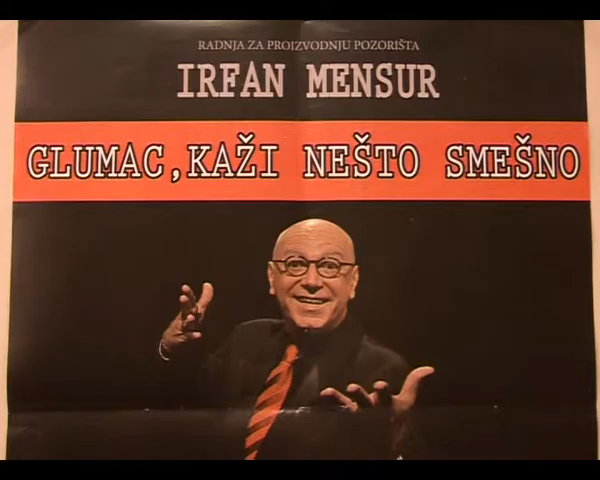 RADNJA ZA PROIZVODNJU POZORIŠTA
IRFAN MENSUR
GLUMAC, KAŽI NEŠTO SMEŠNO